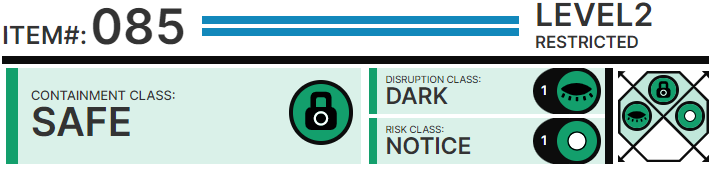 ITEM#: 085
LEVEL2
RESTRICTED
CONTAINMENT CLASS:
SAFE
DISRUPTION CLASS:
DARK
1
RISK CLASS:
NOTICE
1